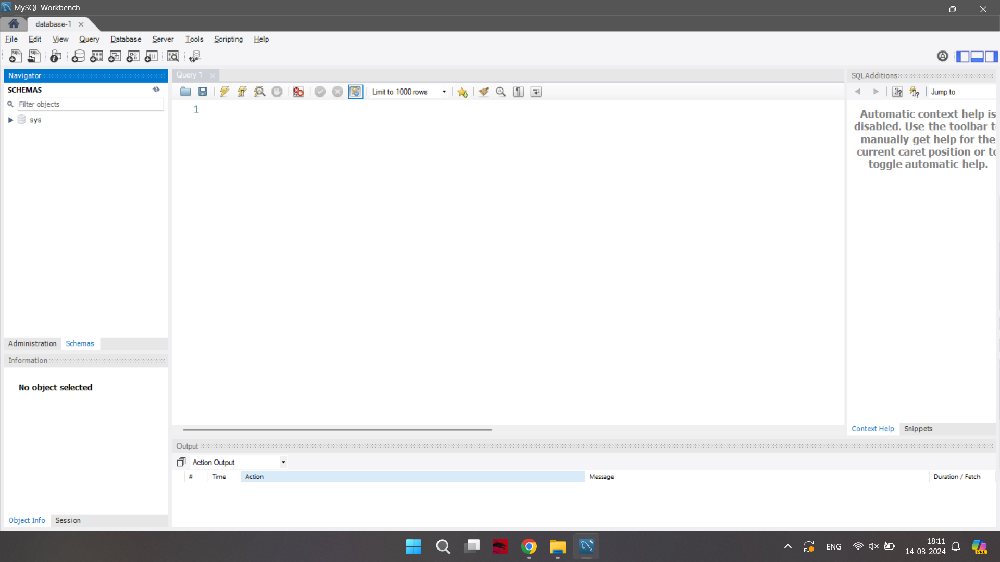 MySQL Workbench
database-1
File Edit View Query Database Server Tools Scripting Help
Navigator
SCHEMAS
Filter objects
sys
Administration Schemas
Information
No object selected
Object Info Session
Query 1
Limit to 1000 rows
1
SQLAdditions
Jump to
Automatic context help is
disabled. Use the toolbar t
manually get help for the
current caret position or to
toggle automatic help.
Context Help Snippets
Output
Action Output
# Time Action Message Duration / Fetch
ENG
18:11
14-03-2024
PRE